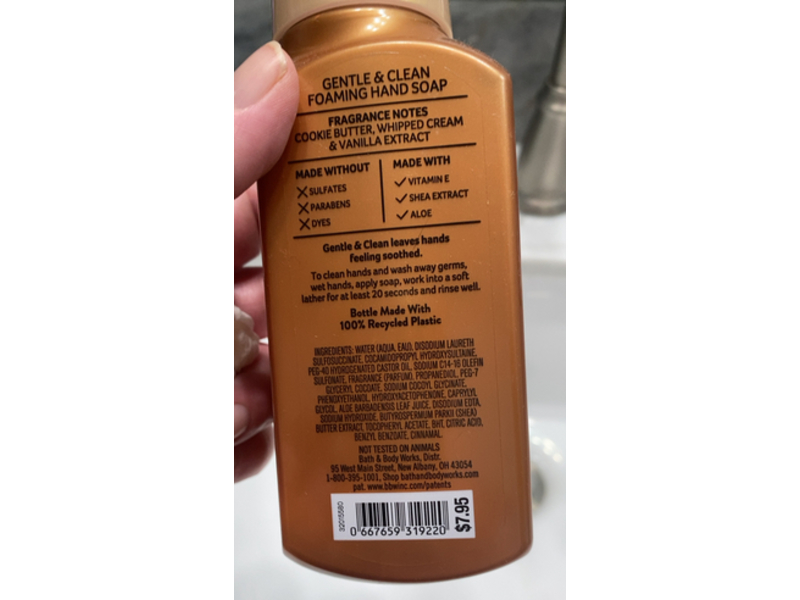 GENTLE & CLEAN
FOAMING HAND SOAP
FRAGRANCE NOTES
COOKIE BUTTER, WHIPPED CREAM
& VANILLA EXTRACT
MADE WITHOUT
SULFATES
PARABENS
DYES
MADE WITH
VITAMIN E
SHEA EXTRACT
ALOE
Gentle & Clean leaves hands
feeling soothed.
To clean hands and wash away germs,
wet hands, apply soap, work into a soft
lather for at least 20 seconds and rinse well.
Bottle Made With
100% Recycled Plastic
INGREDIENTS: WATER (AQUA, EAU), DISODIUM LAURETH
SULFOSUCCINATE, COCAMIDOPROPYL HYDROXYSULTAINE,
PEG-40 HYDROGENATED CASTOR OIL, SODIUM C14-16 OLEFIN
SULFONATE, FRAGRANCE (PARFUM), PROPANEDIOL, PEG-7
GLYCERYL COCOATE, SODIUM COCOYL GLYCINATE,
PHENOXYETHANOL, HYDROXYACETOPHENONE, CAPRYLYL
GLYCOL, ALOE BARBADENSIS LEAF JUICE, DISODIUM EDTA,
SODIUM HYDROXIDE, BUTYROSPERMUM PARKII (SHEA)
BUTTER EXTRACT, TOCOPHERYL ACETATE, BHT, CITRIC ACID,
BENZYL BENZOATE, CINNAMAL.
NOT TESTED ON ANIMALS
Bath & Body Works, Distr.
95 West Main Street, New Albany, OH 43054
1-800-395-1001, Shop bathandbodyworks.com
pat. www.bbwinc.com/patents
32015580
0 667659 319220
$7.95